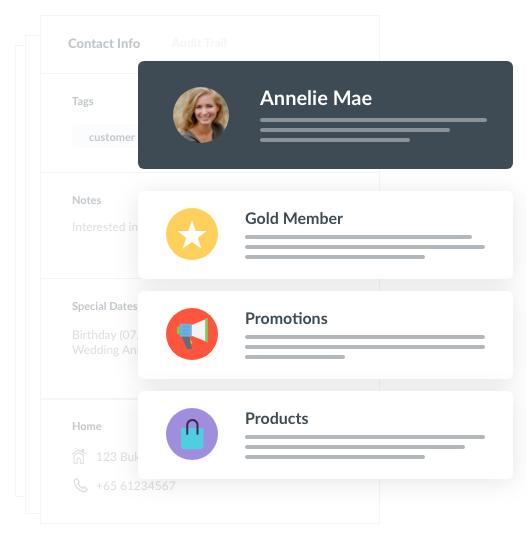 Contact Info
Audit Trail
Annelie Mae
Tags
customer
Notes
Interested in
Gold Member
Special Dates
Birthday (07
Wedding An
Promotions
Home
123 Buk
+65 61234567
Products